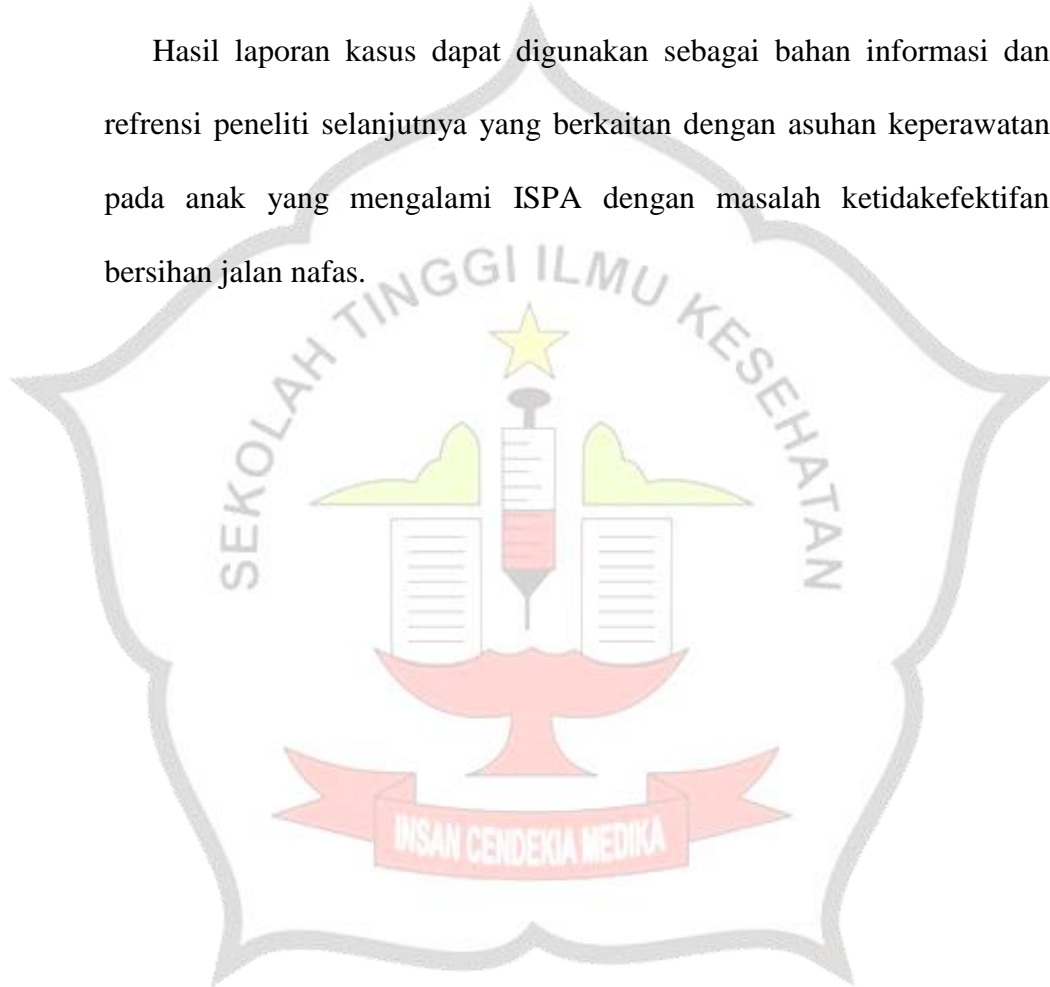 Hasil laporan kasus dapat digunakan sebagai bahan informasi dan
refrensi peneliti selanjutnya yang berkaitan dengan asuhan keperawatan
pada anak yang mengalami ISPA dengan masalah ketidakefektifan
bersihan jalan nafas.
SEKOLAH TINGGI ILMU KESEHATAN
INSAN CENDEKIA MEDIKA